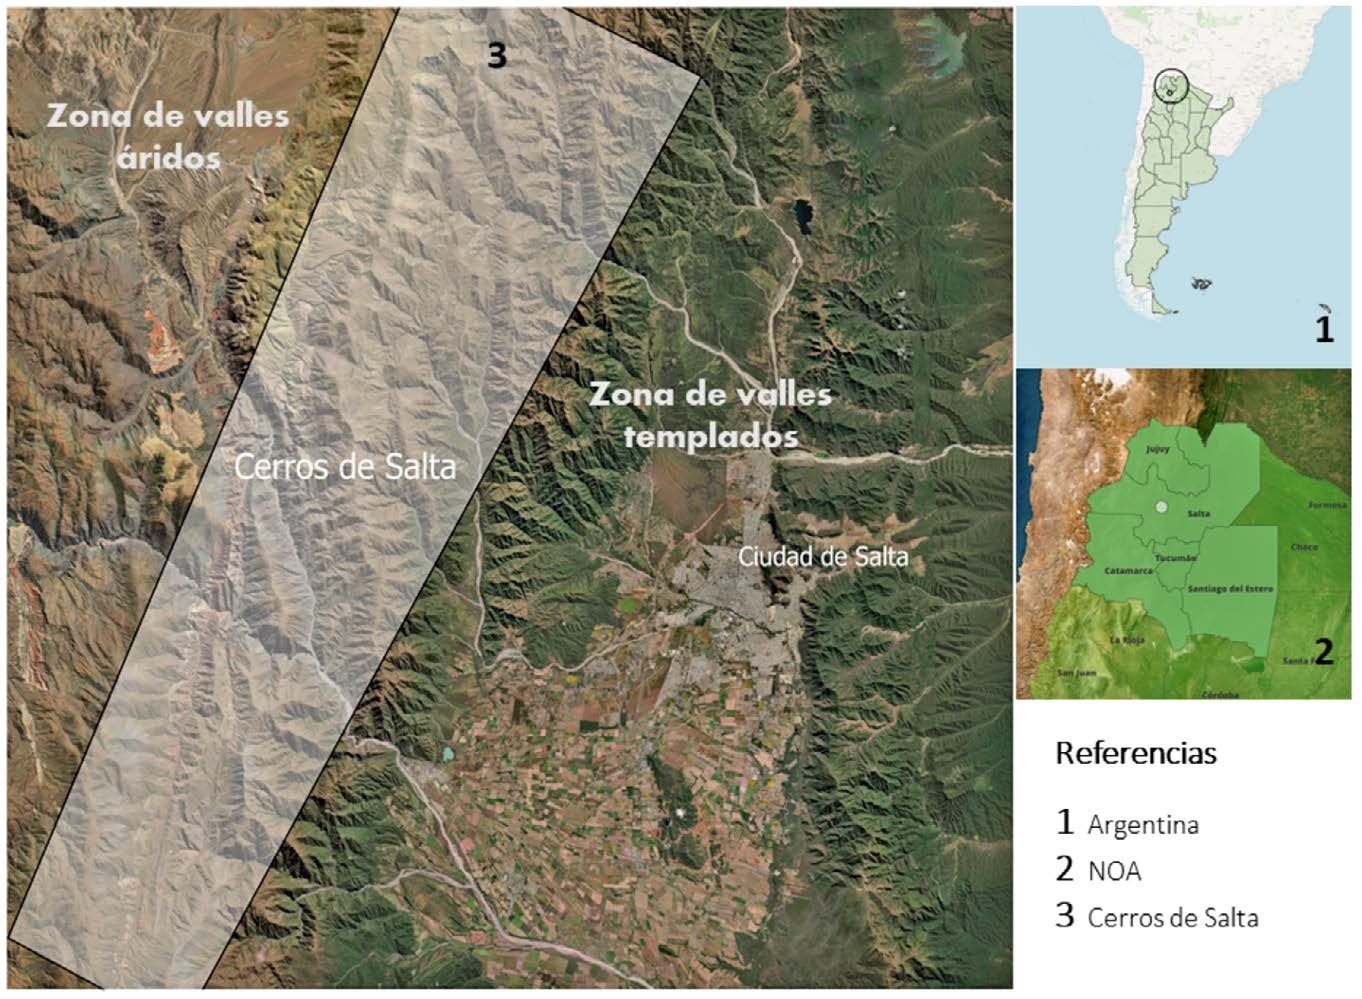 3
Zona de valles
áridos
Zona de valles
templados
Cerros de Salta
Ciudad de Salta
1
Jujuy
Salta
Formosa
Chaco
Tucumán
Catamarca
Santiago del Estero
La Rioja
San Juan
Santa F
2
Córdoba
Referencias
1 Argentina
2 NOA
3 Cerros de Salta